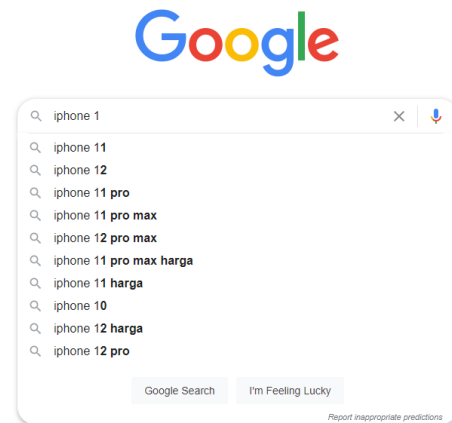 Google
iphone 1
iphone 11
iphone 12
iphone 11 pro
iphone 11 pro max
iphone 12 pro max
iphone 11 pro max harga
iphone 11 harga
iphone 10
iphone 12 harga
iphone 12 pro
Google Search I'm Feeling Lucky
Report inappropriate predictions